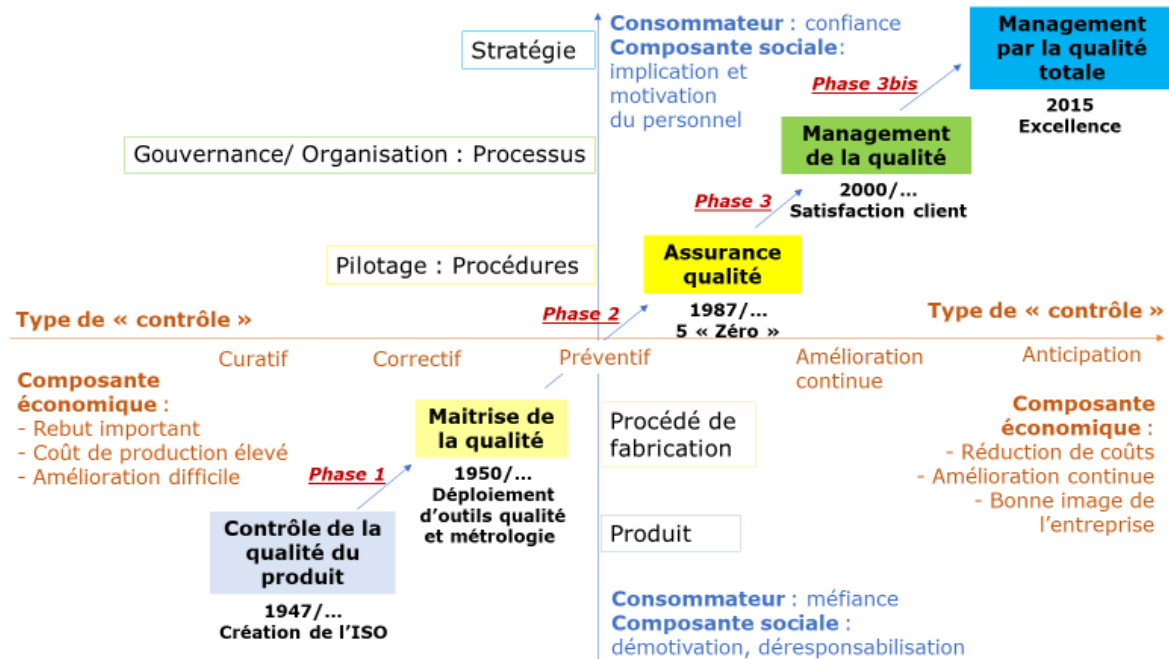 Consommateur : confiance
Composante sociale :
implication et
motivation
du personnel
Management
par la qualité
totale
2015
Excellence
Stratégie
Phase 3bis
Management
de la qualité
2000/...
Satisfaction client
Gouvernance/ Organisation : Processus
Phase 3
Assurance
qualité
1987/...
5 « Zéro »
Pilotage : Procédures
Phase 2
Type de « contrôle »
Type de « contrôle »
Curatif
Correctif
Préventif
Amélioration
continue
Anticipation
Composante
économique :
- Rebut important
- Coût de production élevé
- Amélioration difficile
Maitrise de
la qualité
1950/...
Déploiement
d'outils qualité
et métrologie
Procédé de
fabrication
Composante
économique :
- Réduction de coûts
- Amélioration continue
- Bonne image de
l'entreprise
Phase 1
Contrôle de la
qualité du
produit
1947/...
Création de l'ISO
Produit
Consommateur : méfiance
Composante sociale :
démotivation, déresponsabilisation